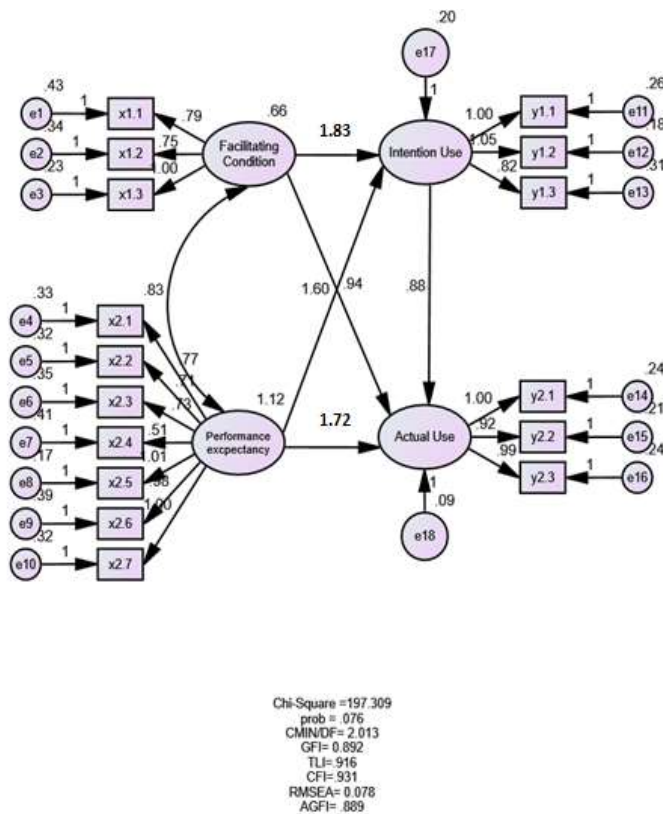 .20
e17
1
.43
e1
1
x1.1
.79
.34
e2
1
x1.2
.75
.23
e3
1
x1.3
1.00
.66
Facilitating
Condition
1.83
Intention Use
1.00
y1.1
1
.26
e11
1.05
y1.2
1
.18
e12
.82
y1.3
1
.31
e13
.83
1.60
.94
.88
.33
e4
1
x2.1
.77
.32
e5
1
x2.2
.71
.35
e6
1
x2.3
.73
.41
e7
1
x2.4
.51
.17
e8
1
x2.5
1.01
.39
e9
1
x2.6
.98
.32
e10
1
x2.7
1.00
1.12
Performance
excpectancy
1.72
Actual Use
1.00
y2.1
1
.24
e14
.92
y2.2
1
.21
e15
.99
y2.3
1
.24
e16
1
.09
e18
Chi-Square =197.309
prob = .076
CMIN/DF= 2.013
GFI= 0.892
TLI=.916
CFI=.931
RMSEA= 0.078
AGFI= .889